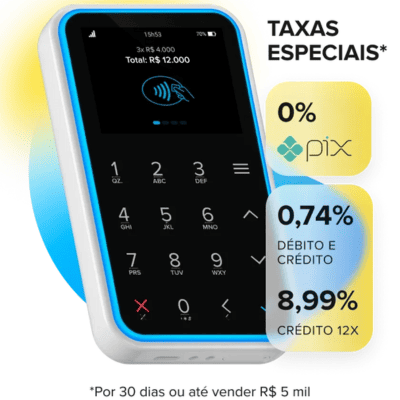 TAXAS
ESPECIAIS*
15h53
70%
3x R$ 4.000
Total: R$ 12.000
0%
pix
1
QZ.
2
ABC
3
DEF
4
GHI
5
JKL
6
MNO
7
PRS
8
TUV
9
WXY
0
0,74%
DÉBITO E
CRÉDITO
8,99%
CRÉDITO 12X
*Por 30 dias ou até vender R$ 5 mil